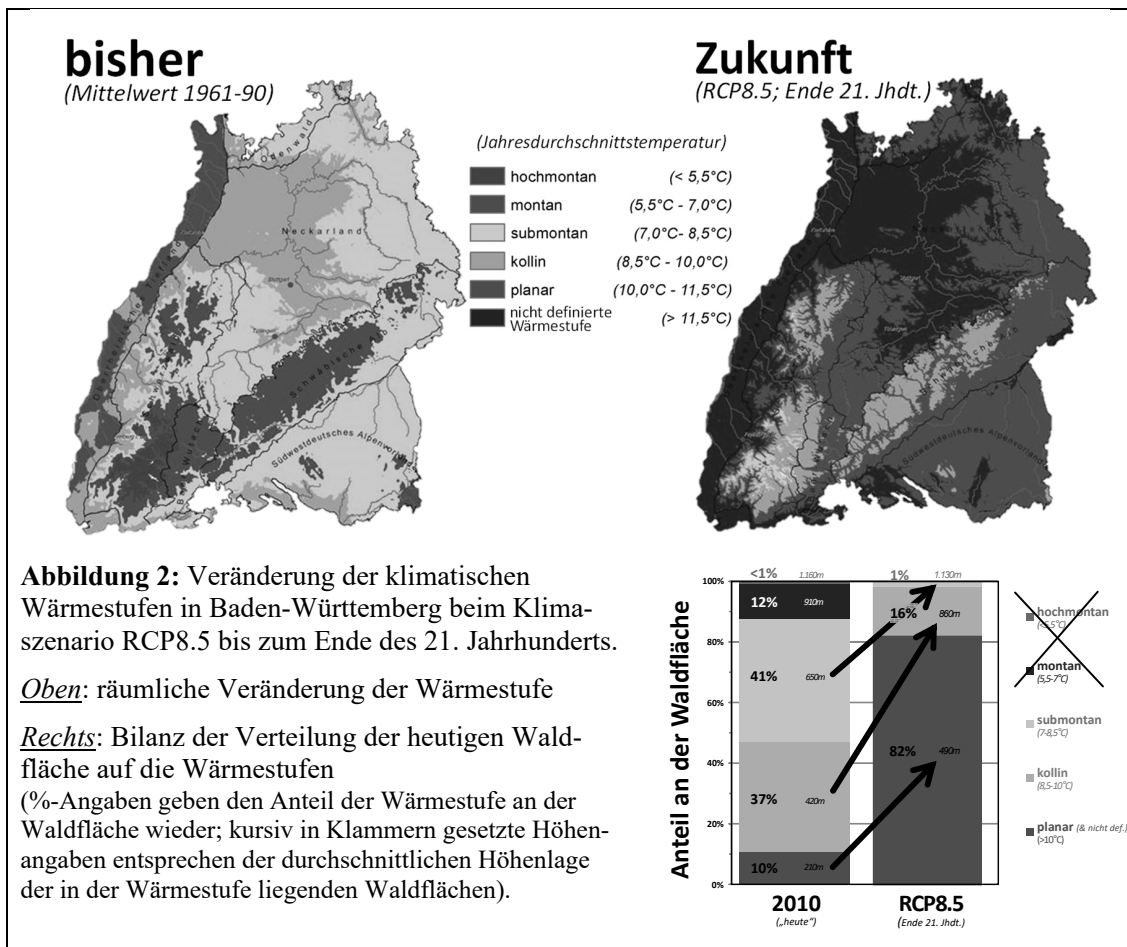 bisher
(Mittelwert 1961-90)
Zukunft
(RCP8.5; Ende 21. Jhdt.)
(Jahresdurchschnittstemperatur)
hochmontan (< 5,5°C)
montan (5,5°C - 7,0°C)
submontan (7,0°C- 8,5°C)
kollin (8,5°C - 10,0°C)
planar (10,0°C - 11,5°C)
nicht definierte
Wärmestufe (> 11,5°C)
Odenwald
Neckarland
Schwäbische Alb
Südwestdeutsches Alpenvorland
Südwestdeutsches Alpenvorland
Abbildung 2: Veränderung der klimatischen
Wärmestufen in Baden-Württemberg beim Klima-
szenario RCP8.5 bis zum Ende des 21. Jahrhunderts.
Oben: räumliche Veränderung der Wärmestufe
Rechts: Bilanz der Verteilung der heutigen Wald-
fläche auf die Wärmestufen
(%-Angaben geben den Anteil der Wärmestufe an der
Waldfläche wieder; kursiv in Klammern gesetzte Höhen-
angaben entsprechen der durchschnittlichen Höhenlage
der in der Wärmestufe liegenden Waldflächen).
Anteil an der Waldfläche
100%
80%
60%
40%
20%
0%
<1% 1.160m
12% 910m
41% 650m
37% 420m
10% 210m
1% 1.130m
16% 860m
82% 490m
2010
(„heute")
RCP8.5
(Ende 21. Jhdt.)
hochmontan
(<5,5°C)
montan
(5,5-7°C)
submontan
(7-8,5°C)
kollin
(8,5-10°C)
planar (& nicht def.)
(>10°C)